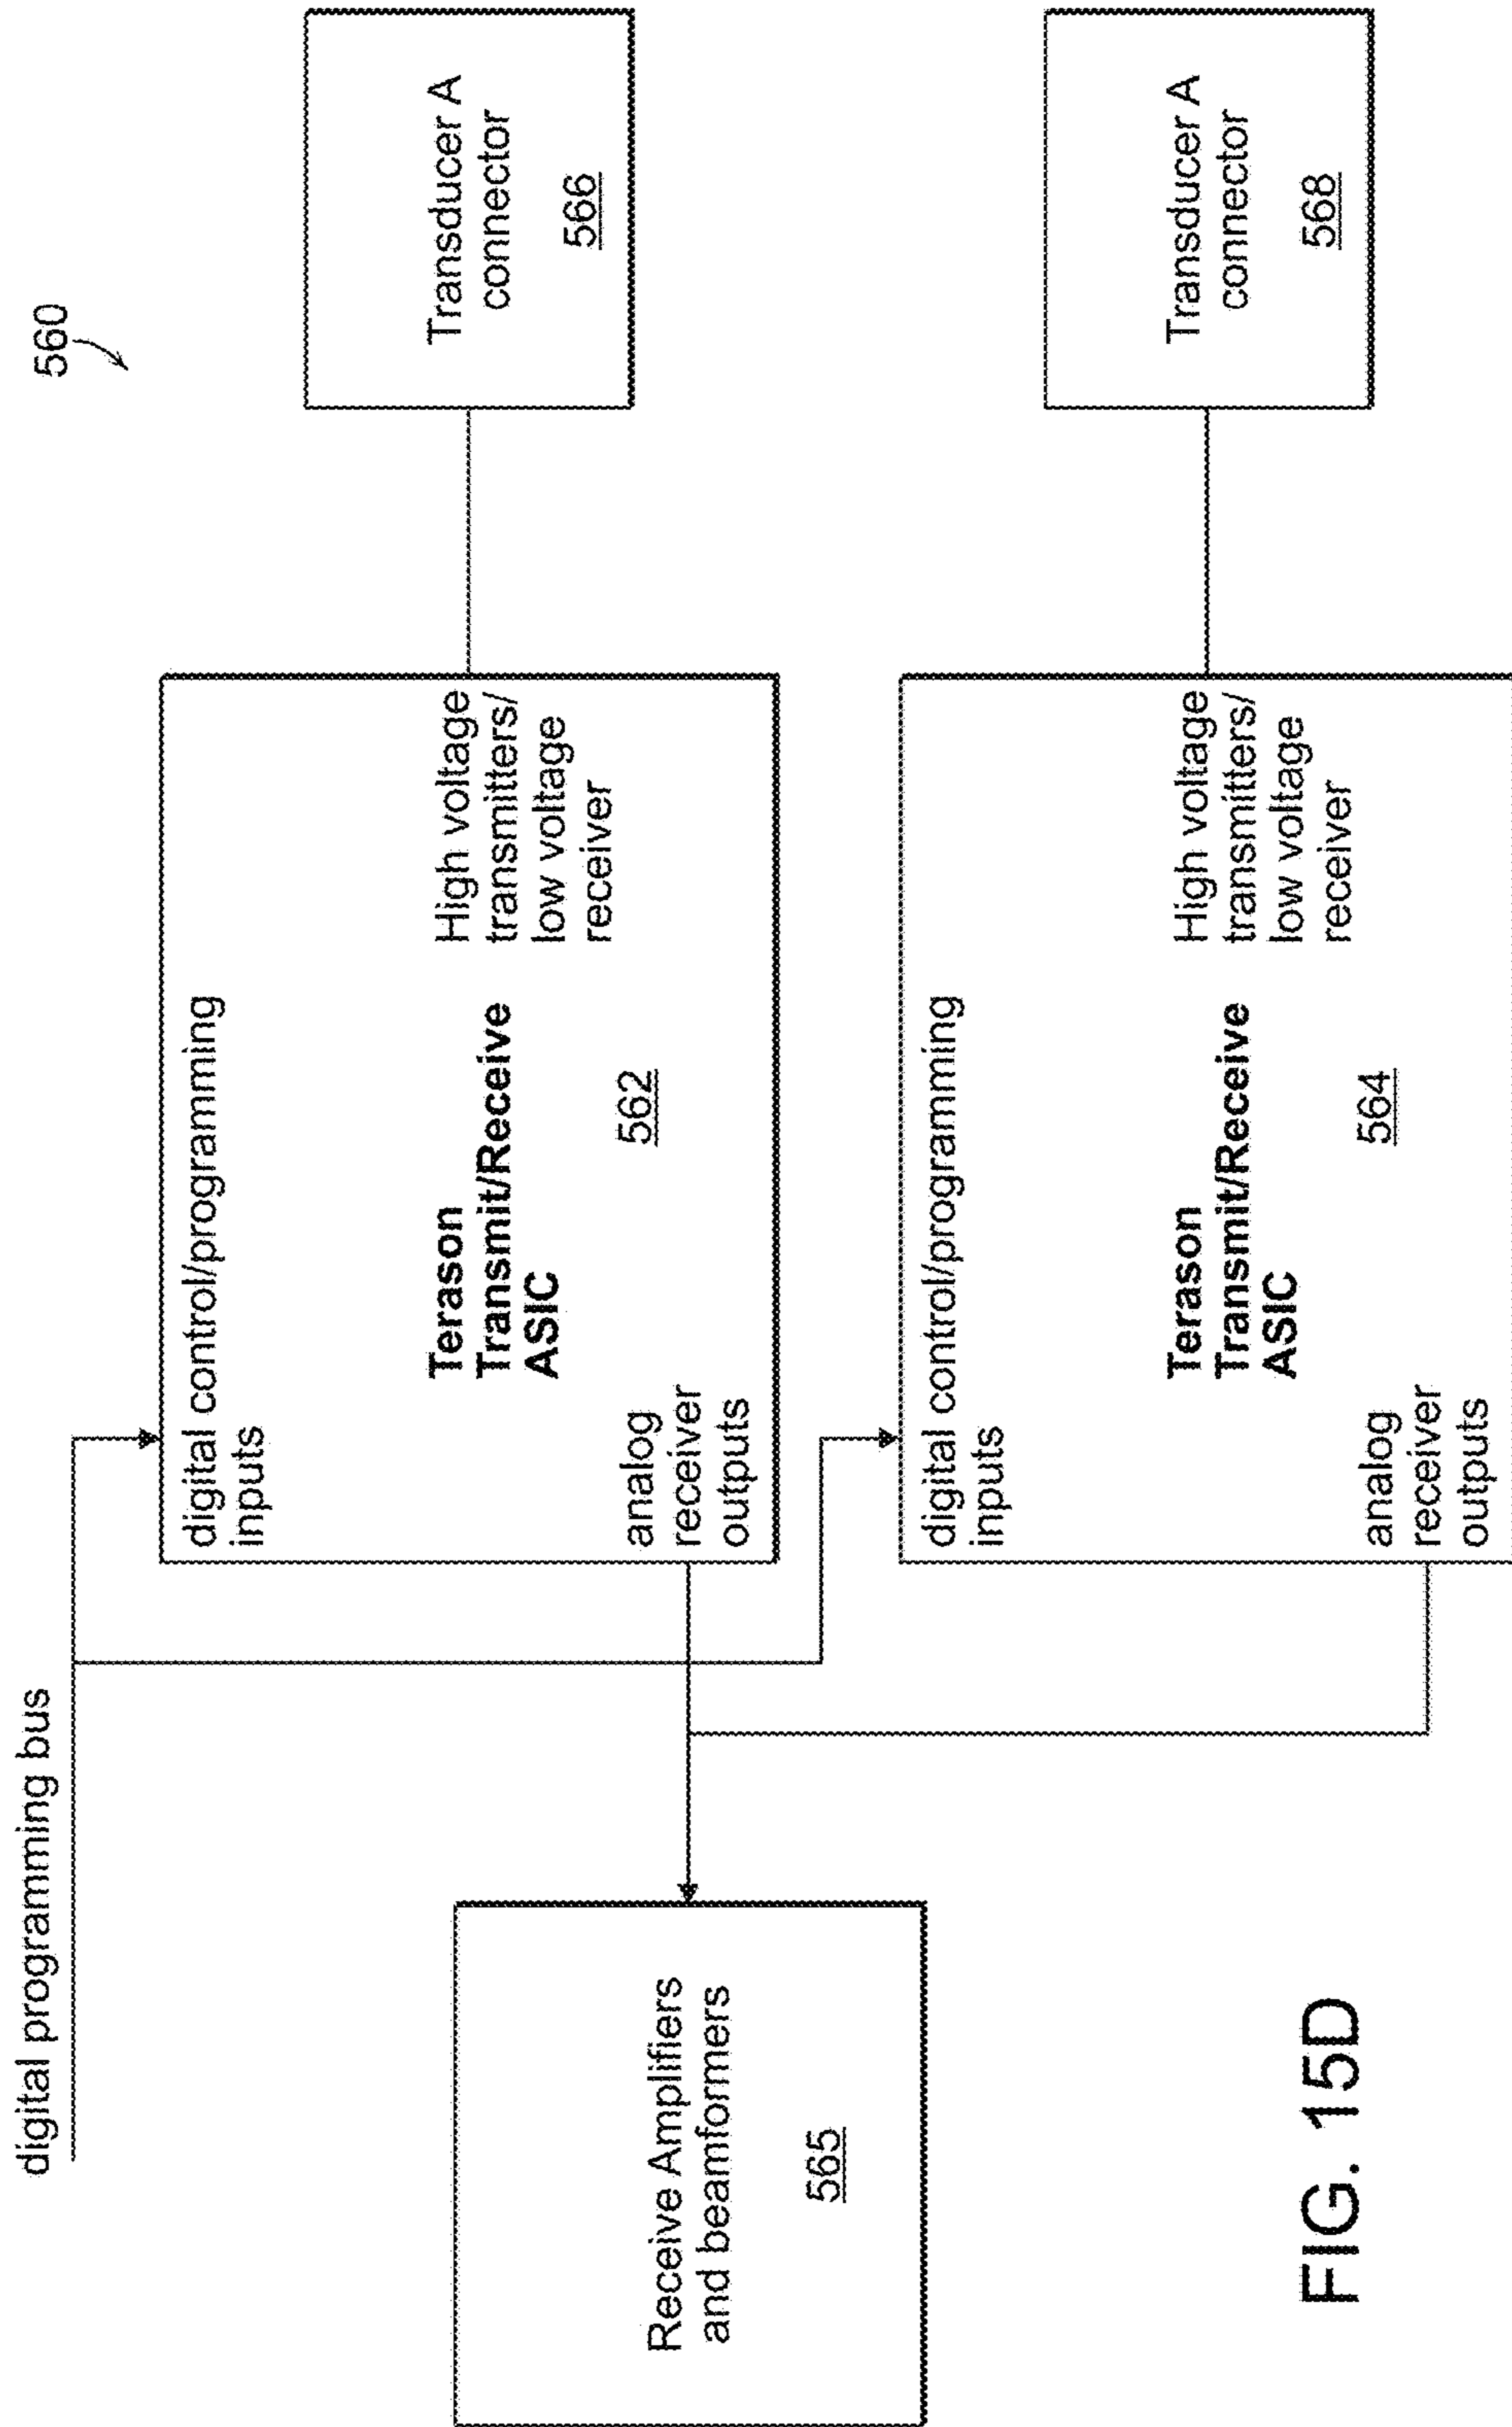 560
digital programming bus
digital control/programming
inputs
Terason
Transmit/Receive
ASIC
562
High voltage
transmitters/
low voltage
receiver
analog
receiver
outputs
Transducer A
connector
566
Receive Amplifiers
and beamformers
565
digital control/programming
inputs
Terason
Transmit/Receive
ASIC
564
High voltage
transmitters/
low voltage
receiver
analog
receiver
outputs
Transducer A
connector
568
FIG. 15D